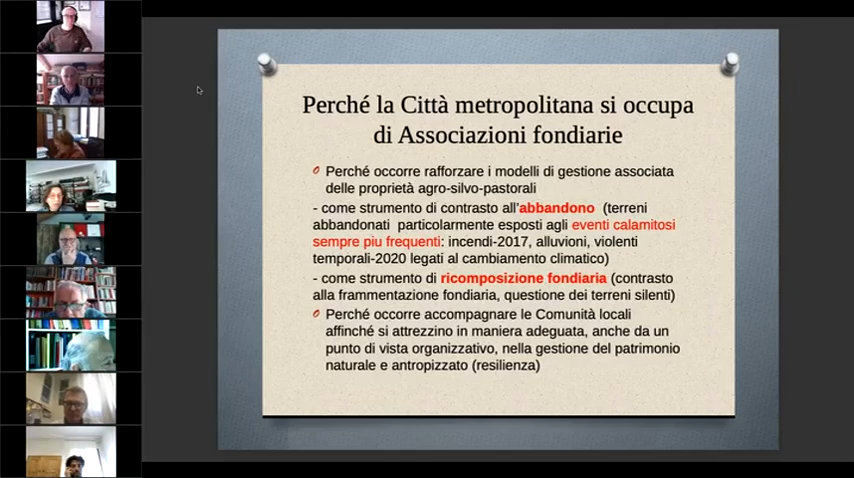 Perché la Città metropolitana si occupa
di Associazioni fondiarie
Perché occorre rafforzare i modelli di gestione associata
delle proprietà agro-silvo-pastorali
- come strumento di contrasto all'abbandono (terreni
abbandonati particolarmente esposti agli eventi calamitosi
sempre piu frequenti: incendi-2017, alluvioni, violenti
temporali-2020 legati al cambiamento climatico)
- come strumento di ricomposizione fondiaria (contrasto
alla frammentazione fondiaria, questione dei terreni silenti)
Perché occorre accompagnare le Comunità locali
affinché si attrezzino in maniera adeguata, anche da un
punto di vista organizzativo, nella gestione del patrimonio
naturale e antropizzato (resilienza)